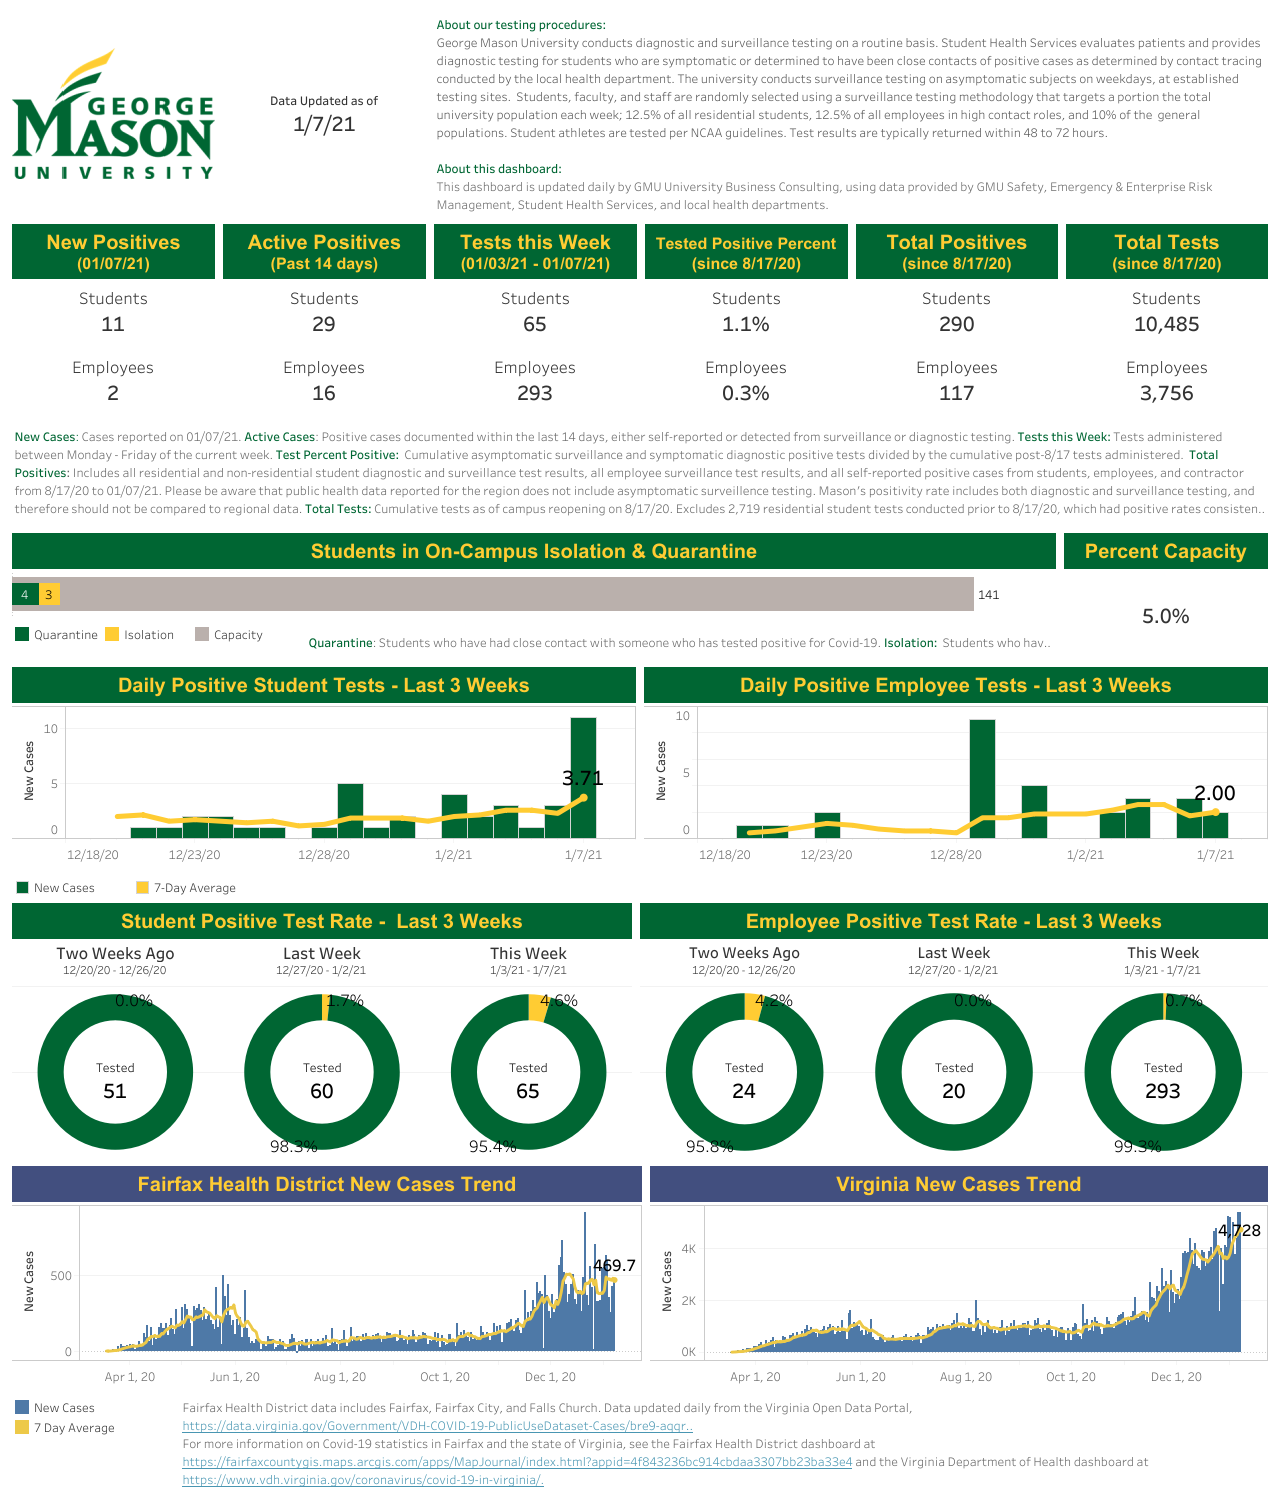 About our testing procedures:
George Mason University conducts diagnostic and surveillance testing on a routine basis. Student Health Services evaluates patients and provides
diagnostic testing for students who are symptomatic or determined to have been close contacts of positive cases as determined by contact tracing
conducted by the local health department. The university conducts surveillance testing on asymptomatic subjects on weekdays, at established
testing sites.  Students, faculty, and staff are randomly selected using a surveillance testing methodology that targets a portion the total
university population each week; 12.5% of all residential students, 12.5% of all employees in high contact roles, and 10% of the  general
populations. Student athletes are tested per NCAA guidelines. Test results are typically returned within 48 to 72 hours.
About this dashboard:
This dashboard is updated daily by GMU University Business Consulting, using data provided by GMU Safety, Emergency & Enterprise Risk
Management, Student Health Services, and local health departments.
GEORGE
MASON
UNIVERSITY
Data Updated as of
1/7/21
New Positives
(01/07/21)
Active Positives
(Past 14 days)
Tests this Week
(01/03/21 - 01/07/21)
Tested Positive Percent
(since 8/17/20)
Total Positives
(since 8/17/20)
Total Tests
(since 8/17/20)
Students Students Students Students Students Students
11 29 65 1.1% 290 10,485
Employees Employees Employees Employees Employees Employees
2 16 293 0.3% 117 3,756
New Cases: Cases reported on 01/07/21. Active Cases: Positive cases documented within the last 14 days, either self-reported or detected from surveillance or diagnostic testing. Tests this Week: Tests administered
between Monday - Friday of the current week. Test Percent Positive:  Cumulative asymptomatic surveillance and symptomatic diagnostic positive tests divided by the cumulative post-8/17 tests administered.  Total
Positives: Includes all residential and non-residential student diagnostic and surveillance test results, all employee surveillance test results, and all self-reported positive cases from students, employees, and contractor
from 8/17/20 to 01/07/21. Please be aware that public health data reported for the region does not include asymptomatic surveillence testing. Mason's positivity rate includes both diagnostic and surveillance testing, and
therefore should not be compared to regional data. Total Tests: Cumulative tests as of campus reopening on 8/17/20. Excludes 2,719 residential student tests conducted prior to 8/17/20, which had positive rates consisten..
Students in On-Campus Isolation & Quarantine
Percent Capacity
4 3 141
5.0%
Quarantine Isolation Capacity
Quarantine: Students who have had close contact with someone who has tested positive for Covid-19. Isolation:  Students who hav..
Daily Positive Student Tests - Last 3 Weeks
New Cases
10
5
0
3.71
12/18/20 12/23/20 12/28/20 1/2/21 1/7/21
Daily Positive Employee Tests - Last 3 Weeks
New Cases
10
5
0
2.00
12/18/20 12/23/20 12/28/20 1/2/21 1/7/21
New Cases 7-Day Average
Student Positive Test Rate -  Last 3 Weeks
Two Weeks Ago Last Week This Week
12/20/20 - 12/26/20 12/27/20 - 1/2/21 1/3/21 - 1/7/21
0.0% 1.7% 4.6%
Tested Tested Tested
51 60 65
98.3% 95.4%
Employee Positive Test Rate - Last 3 Weeks
Two Weeks Ago Last Week This Week
12/20/20 - 12/26/20 12/27/20 - 1/2/21 1/3/21 - 1/7/21
4.2% 0.0% 0.7%
Tested Tested Tested
24 20 293
95.8% 99.3%
Fairfax Health District New Cases Trend
New Cases
500
0
469.7
Apr 1, 20 Jun 1, 20 Aug 1, 20 Oct 1, 20 Dec 1, 20
Virginia New Cases Trend
New Cases
4K
2K
0K
4,728
Apr 1, 20 Jun 1, 20 Aug 1, 20 Oct 1, 20 Dec 1, 20
New Cases
7 Day Average
Fairfax Health District data includes Fairfax, Fairfax City, and Falls Church. Data updated daily from the Virginia Open Data Portal,
https://data.virginia.gov/Government/VDH-COVID-19-PublicUseDataset-Cases/bre9-aqqr..
For more information on Covid-19 statistics in Fairfax and the state of Virginia, see the Fairfax Health District dashboard at
https://fairfaxcountygis.maps.arcgis.com/apps/MapJournal/index.html?appid=4f843236bc914cbdaa3307bb23ba33e4 and the Virginia Department of Health dashboard at
https://www.vdh.virginia.gov/coronavirus/covid-19-in-virginia/.